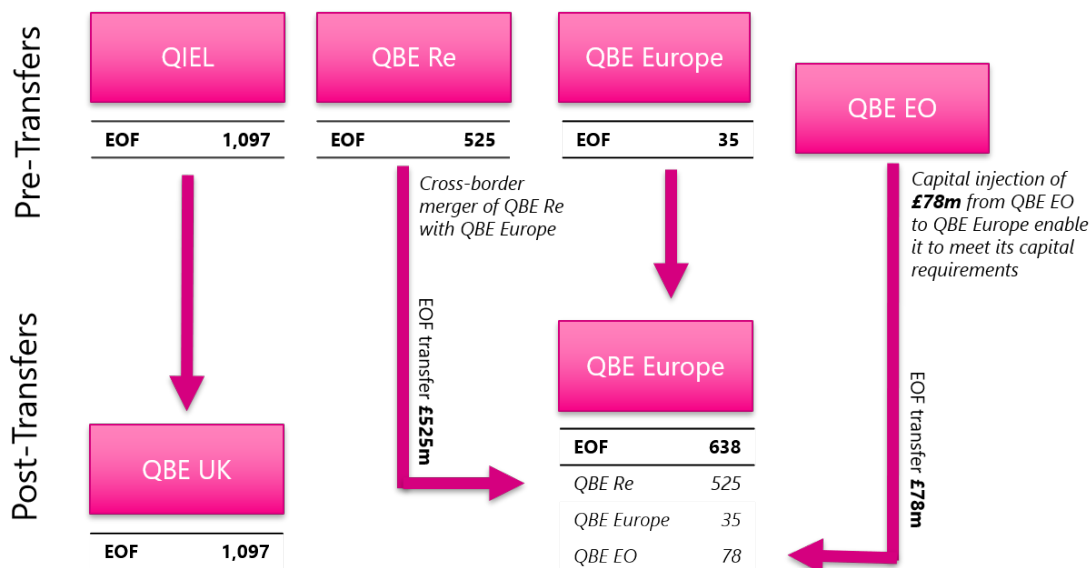 Pre-Transfers
QIEL
QBE Re
QBE Europe
QBE EO
EOF 1,097
EOF 525
EOF 35
Cross-border
merger of QBE Re
with QBE Europe
Capital injection of
£78m from QBE EO
to QBE Europe enable
it to meet its capital
requirements
EOF transfer £525m
EOF transfer £78m
Post-Transfers
QBE UK
EOF 1,097
QBE Europe
EOF 638
QBE Re 525
QBE Europe 35
QBE EO 78